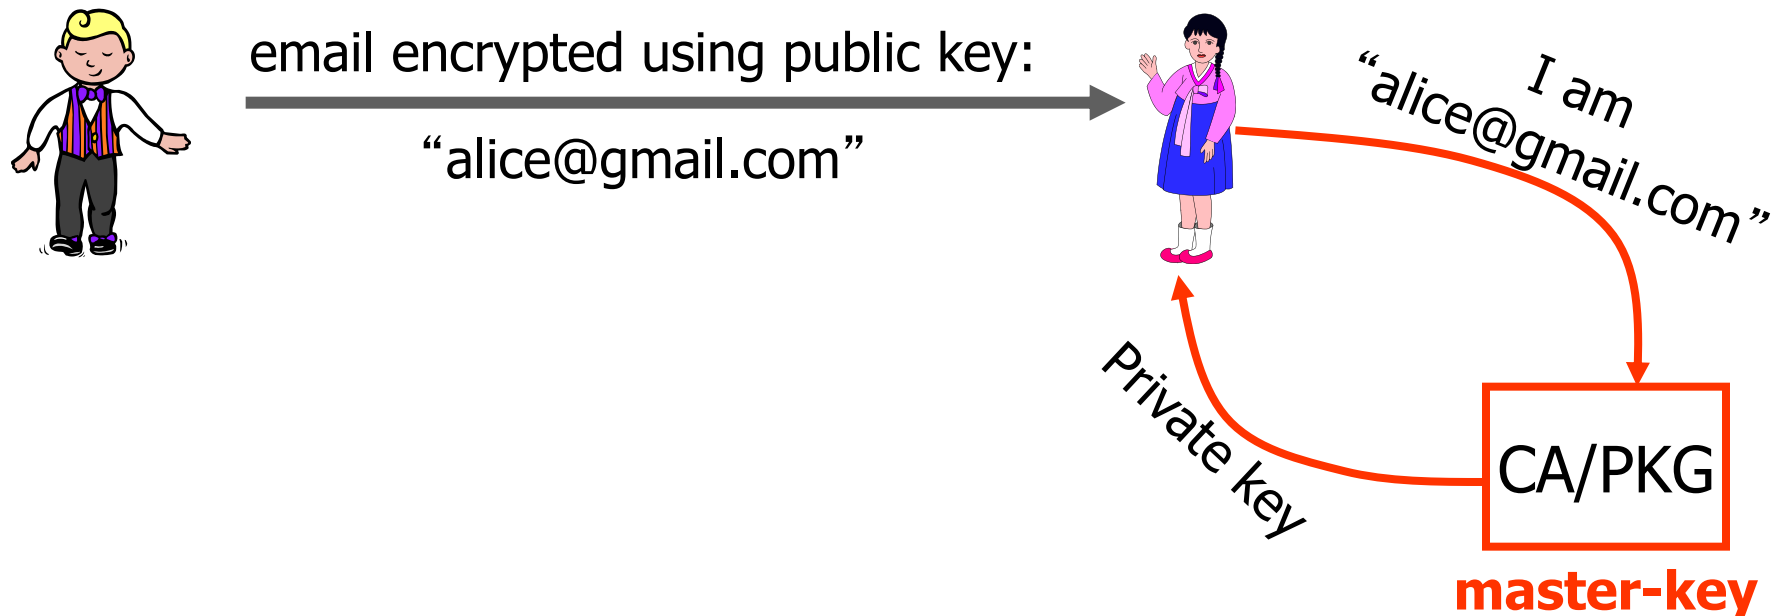 email encrypted using public key:
“alice@gmail.com”
I am
“alice@gmail.com”
Private key
CA/PKG
master-key